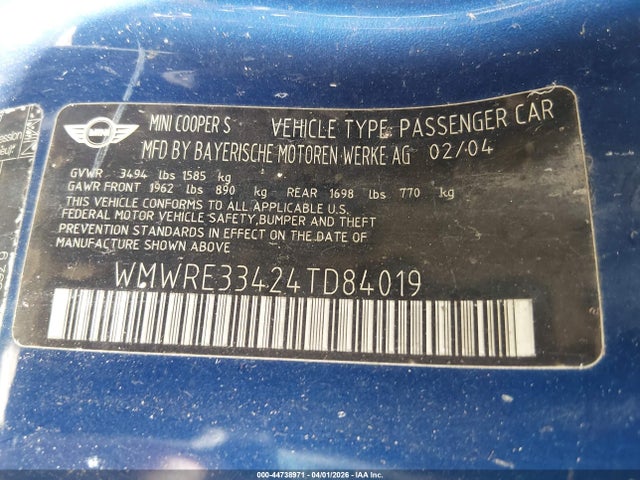 MINI
MINI COOPER S VEHICLE TYPE: PASSENGER CAR
MFD BY BAYERISCHE MOTOREN WERKE AG 02/04
GVWR 3494 lbs 1585 kg
GAWR FRONT 1962 lbs 890 kg REAR 1698 lbs 770 kg
THIS VEHICLE CONFORMS TO ALL APPLICABLE U.S.
FEDERAL MOTOR VEHICLE SAFETY,BUMPER AND THEFT
PREVENTION STANDARDS IN EFFECT ON THE DATE OF
MANUFACTURE SHOWN ABOVE.
WMWRE33424TD84019
000-44738971 - 04/01/2026 - IAA Inc.